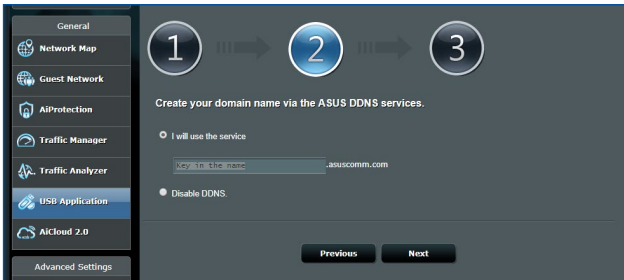 General
Network Map
Guest Network
AiProtection
Traffic Manager
Traffic Analyzer
USB Application
AiCloud 2.0
Advanced Settings
1
2
3
Create your domain name via the ASUS DDNS services.
I will use the service
Key in the name
.asuscomm.com
Disable DDNS.
Previous
Next